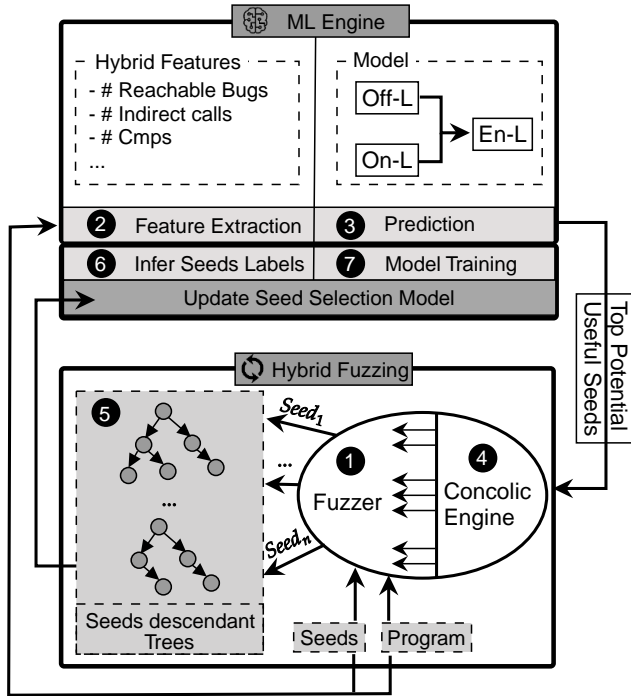 ML Engine
Hybrid Features
- # Reachable Bugs
- # Indirect calls
- # Cmps
...
Model
Off-L
On-L
En-L
2 Feature Extraction
3 Prediction
6 Infer Seeds Labels
7 Model Training
Update Seed Selection Model
Top Potential
Useful Seeds
Hybrid Fuzzing
5
...
Seeds descendant
Trees
Seed1
...
Seedn
1
Fuzzer
4
Concolic
Engine
Seeds
Program